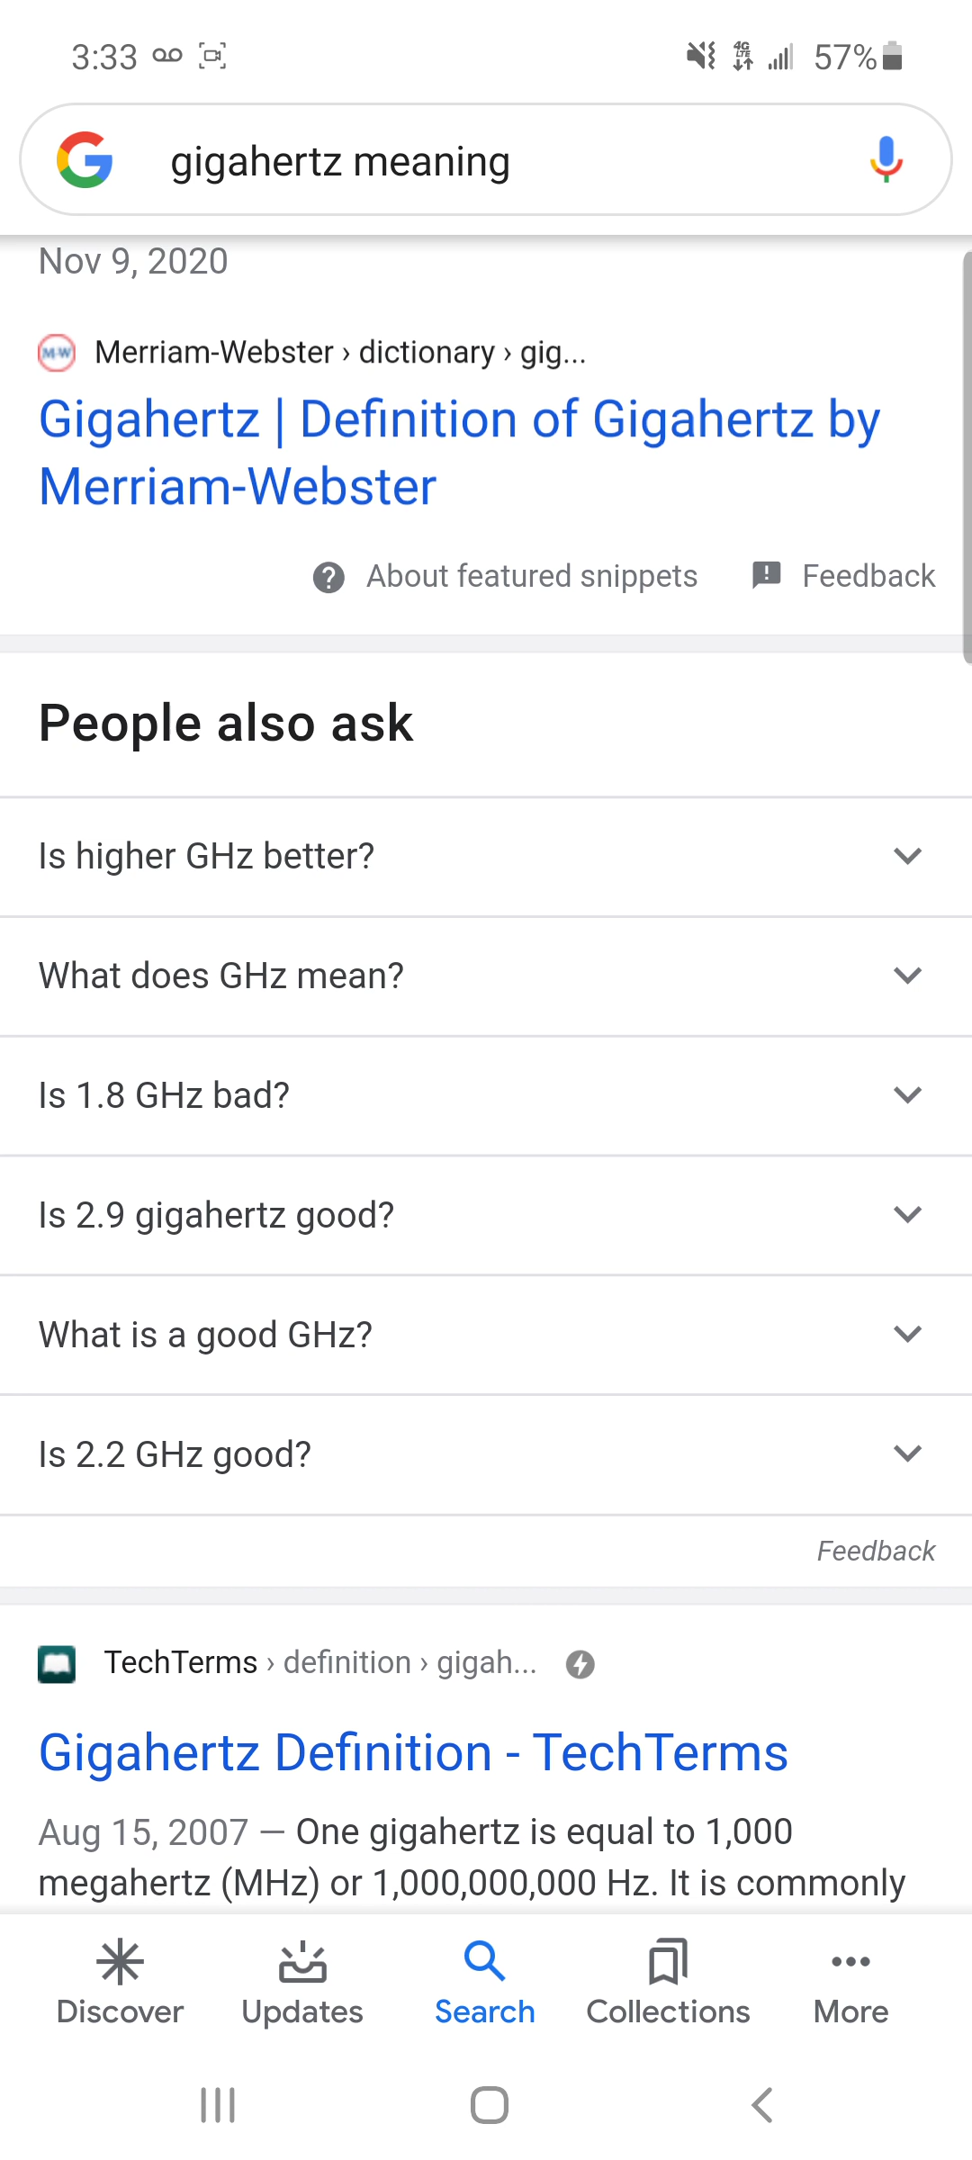 3:33
4G
LTE
57%
gigahertz meaning
Nov 9, 2020
M-W
Merriam-Webster › dictionary › gig...
Gigahertz | Definition of Gigahertz by
Merriam-Webster
About featured snippets
Feedback
People also ask
Is higher GHz better?
What does GHz mean?
Is 1.8 GHz bad?
Is 2.9 gigahertz good?
What is a good GHz?
Is 2.2 GHz good?
Feedback
TechTerms › definition › gigah...
Gigahertz Definition - TechTerms
Aug 15, 2007 — One gigahertz is equal to 1,000
megahertz (MHz) or 1,000,000,000 Hz. It is commonly
Discover
Updates
Search
Collections
More